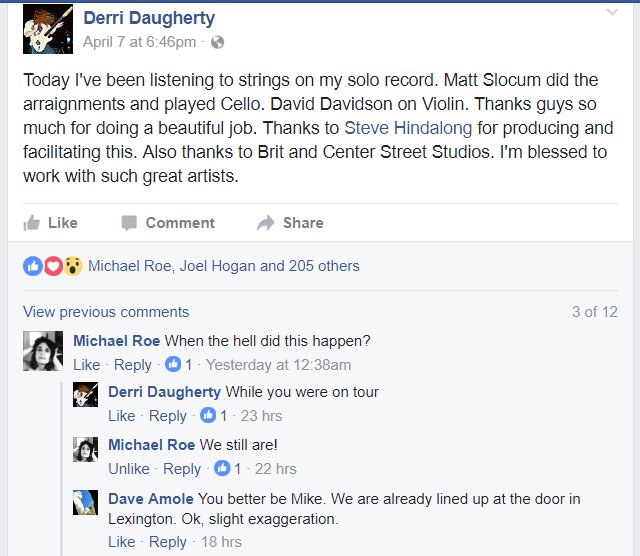 Derri Daugherty
April 7 at 6:46pm ·
Today I've been listening to strings on my solo record. Matt Slocum did the
arraignments and played Cello. David Davidson on Violin. Thanks guys so
much for doing a beautiful job. Thanks to Steve Hindalong for producing and
facilitating this. Also thanks to Brit and Center Street Studios. I'm blessed to
work with such great artists.
Like Comment Share
Michael Roe, Joel Hogan and 205 others
View previous comments 3 of 12
Michael Roe When the hell did this happen?
Like · Reply · 1 · Yesterday at 12:38am
Derri Daugherty While you were on tour
Like · Reply · 1 · 23 hrs
Michael Roe We still are!
Unlike · Reply · 1 · 22 hrs
Dave Amole You better be Mike. We are already lined up at the door in
Lexington. Ok, slight exaggeration.
Like · Reply · 18 hrs